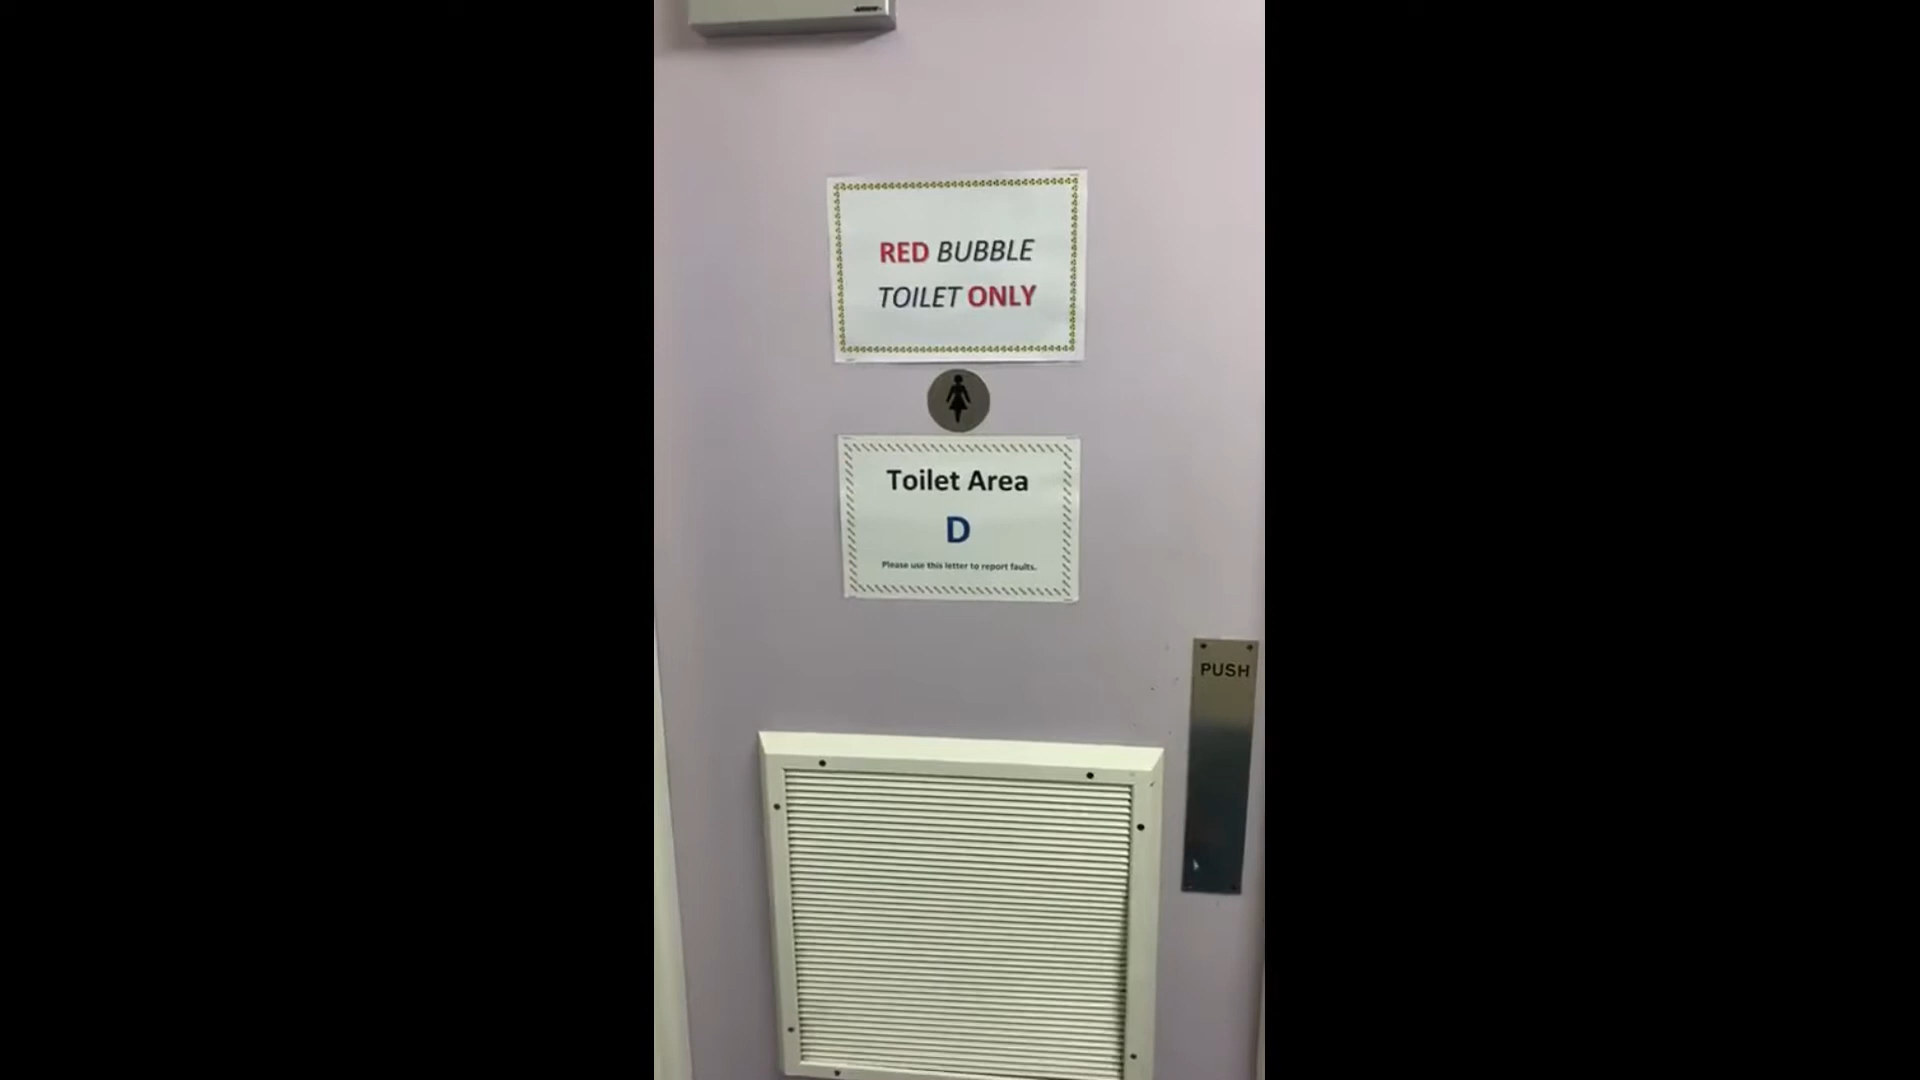 RED BUBBLE
TOILET ONLY
Toilet Area
D
Please use this letter to report faults.
PUSH